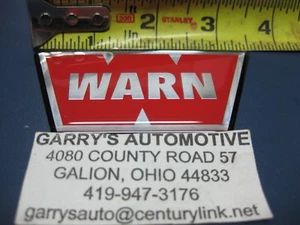 STANLEY
1 2 3 4
WARN
GARRY'S AUTOMOTIVE
4080 COUNTY ROAD 57
GALION, OHIO 44833
419-947-3176
garrysauto@centurylink.net